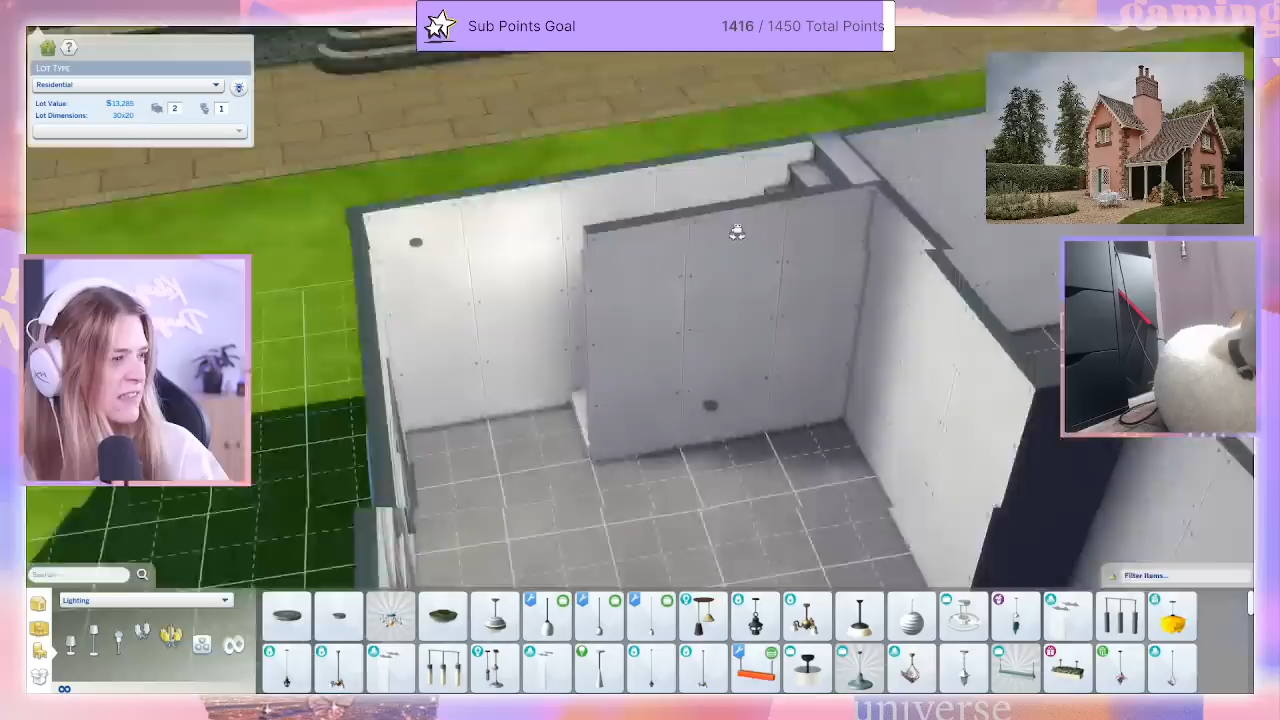 gaming
Sub Points Goal
1416 / 1450 Total Points
?
LOT TYPE
Residential
Lot Value:
§13,285
2
1
Lot Dimensions:
30x20
Search...
Filter Items...
Lighting
universe